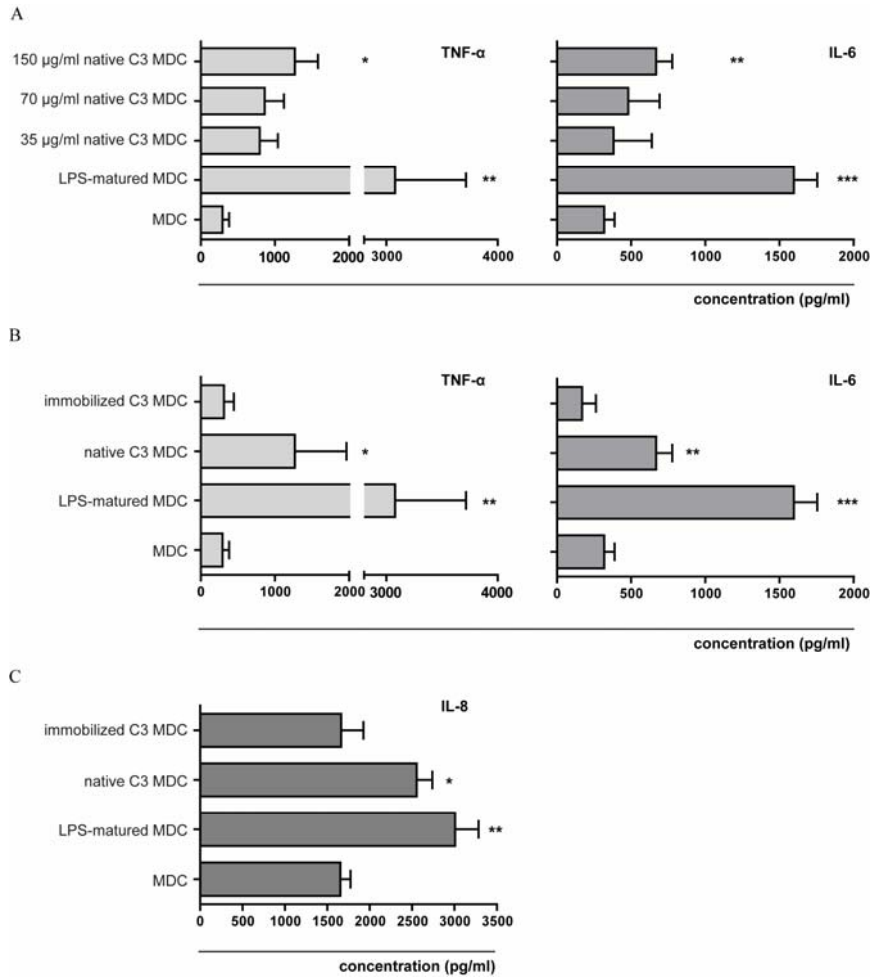 A
TNF-α
IL-6
150 µg/ml native C3 MDC
*
**
70 µg/ml native C3 MDC
35 µg/ml native C3 MDC
LPS-matured MDC
**
***
MDC
0 1000 2000 3000 4000
0 500 1000 1500 2000
concentration (pg/ml)
B
TNF-α
IL-6
immobilized C3 MDC
native C3 MDC
*
**
LPS-matured MDC
**
***
MDC
0 1000 2000 3000 4000
0 500 1000 1500 2000
concentration (pg/ml)
C
IL-8
immobilized C3 MDC
native C3 MDC
*
LPS-matured MDC
**
MDC
0 500 1000 1500 2000 2500 3000 3500
concentration (pg/ml)